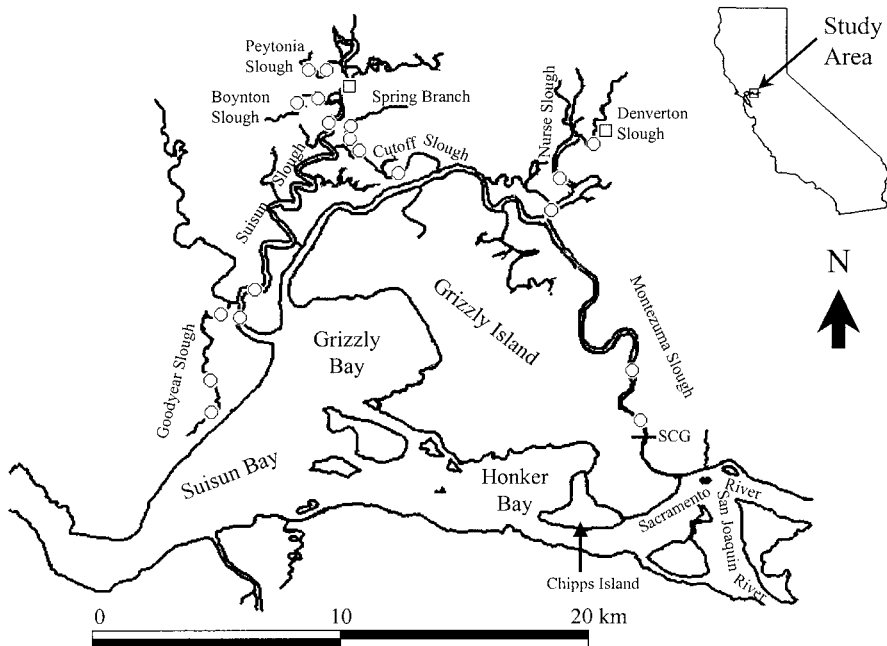 Peytonia
Slough
Boynton
Slough
Spring Branch
Cutoff Slough
Suisun Slough
Nurse Slough
Denverton
Slough
Study
Area
N
Goodyear Slough
Grizzly
Bay
Grizzly Island
Montezuma Slough
SCG
Suisun Bay
Honker
Bay
Sacramento River
San Joaquin River
Chipps Island
0 10 20 km